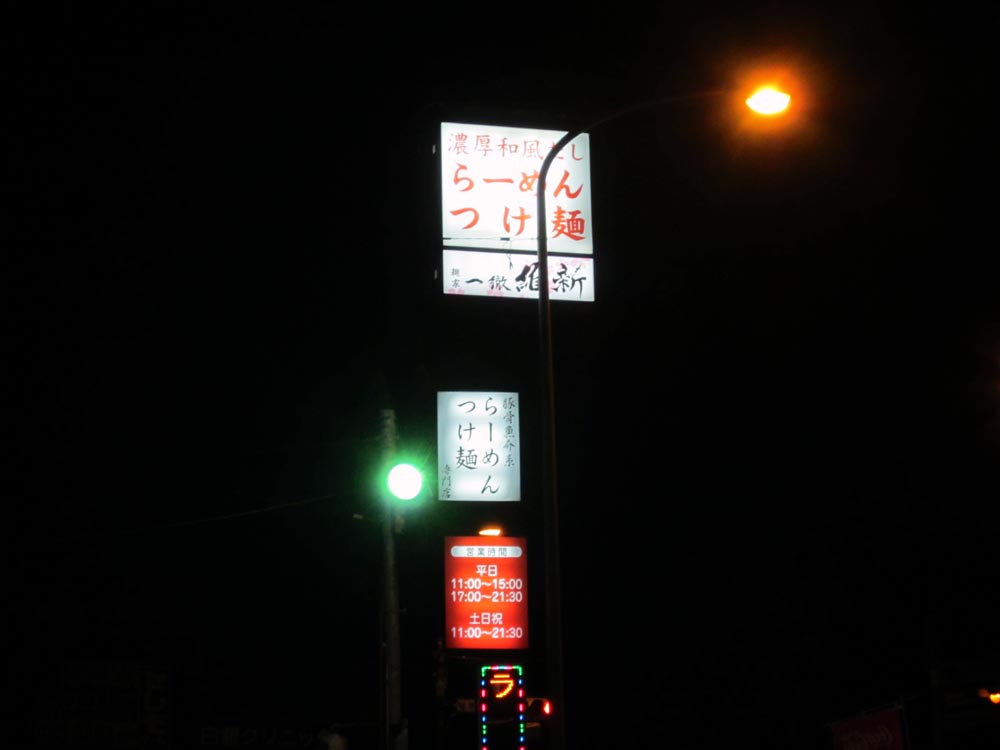 濃厚和風だし
らーめん
つけ麺
麺家
一徹維新
豚骨魚介系
らーめん
つけ麺
専門店
営業時間
平日
11:00〜15:00
17:00〜21:30
土日祝
11:00〜21:30
ラ